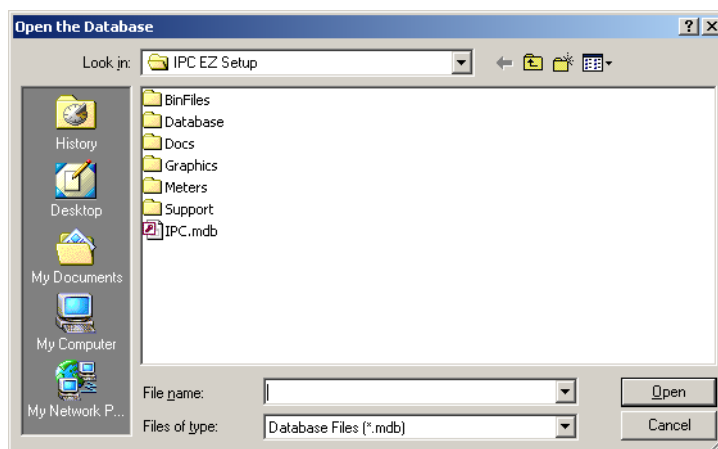 Open the Database
Look in: IPC EZ Setup
History
Desktop
My Documents
My Computer
My Network P...
BinFiles
Database
Docs
Graphics
Meters
Support
IPC.mdb
File name:
Open
Files of type: Database Files (*.mdb)
Cancel